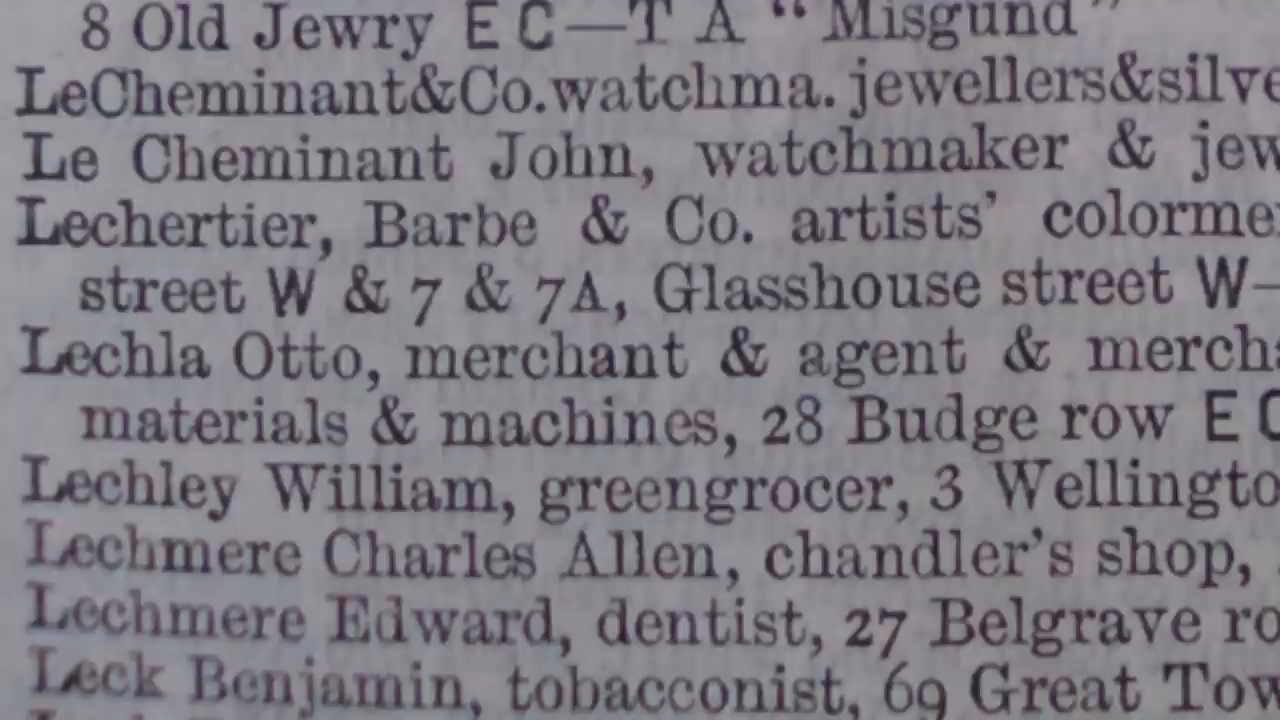 8 Old Jewry E C—T A “Misgund”
LeCheminant&Co.watchma. jewellers&silve
Le Cheminant John, watchmaker & jew
Lechertier, Barbe & Co. artists’ colorme
street W & 7 & 7A, Glasshouse street W—
Lechla Otto, merchant & agent & merch
materials & machines, 28 Budge row E C
Lechley William, greengrocer, 3 Wellingto
Lechmere Charles Allen, chandler’s shop,
Lechmere Edward, dentist, 27 Belgrave ro
Leck Benjamin, tobacconist, 69 Great Tow